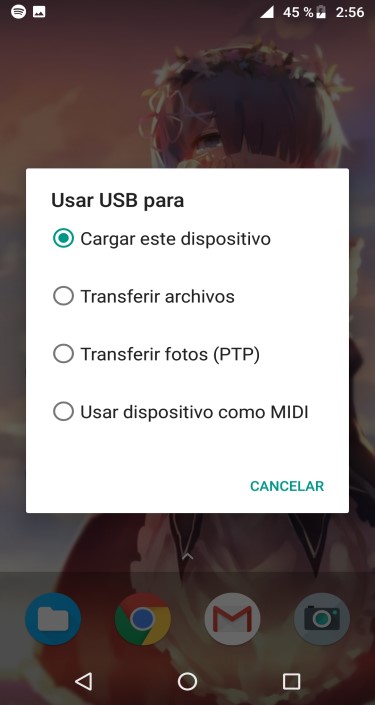 45 % 2:56
Usar USB para
Cargar este dispositivo
Transferir archivos
Transferir fotos (PTP)
Usar dispositivo como MIDI
CANCELAR